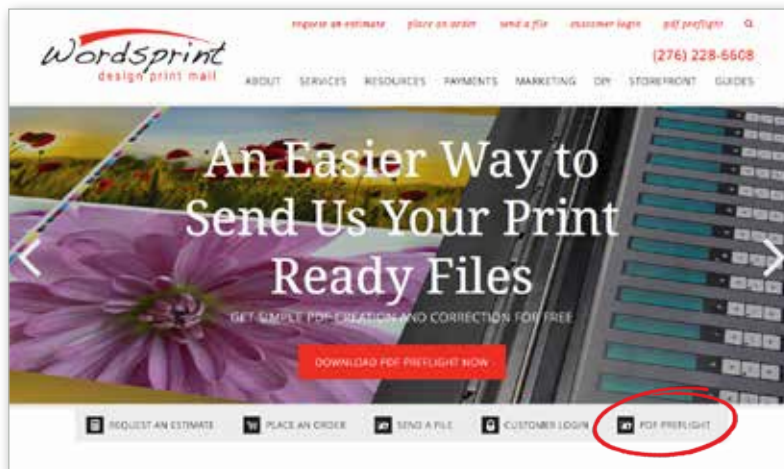 request an estimate place an order send a file customer login pdf preflight
Wordsprint
design print mail
(276) 228-6608
ABOUT SERVICES RESOURCES PAYMENTS MARKETING DIY STOREFRONT GUIDES
An Easier Way to
Send Us Your Print
Ready Files
GET SIMPLE PDF CREATION AND CORRECTION FOR FREE
DOWNLOAD PDF PREFLIGHT NOW
REQUEST AN ESTIMATE PLACE AN ORDER SEND A FILE CUSTOMER LOGIN PDF PREFLIGHT